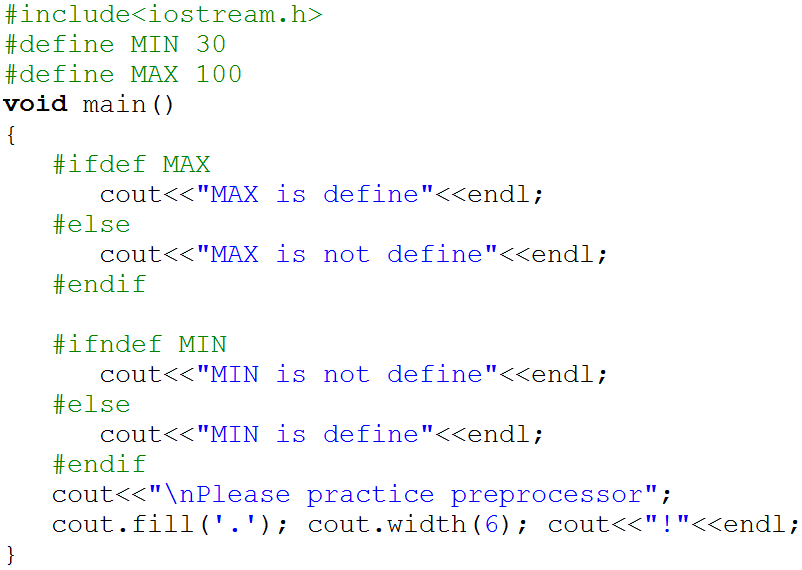 #include<iostream.h>
#define MIN 30
#define MAX 100
void main()
{
#ifdef MAX
cout<<"MAX is define"<<endl;
#else
cout<<"MAX is not define"<<endl;
#endif
#ifndef MIN
cout<<"MIN is not define"<<endl;
#else
cout<<"MIN is define"<<endl;
#endif
cout<<"\nPlease practice preprocessor";
cout.fill('.'); cout.width(6); cout<<"!"<<endl;
}